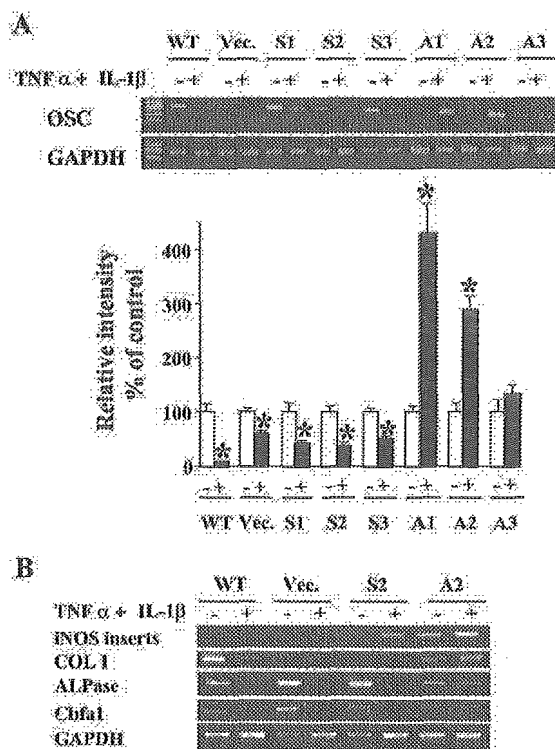 A
WT Vec. S1 S2 S3 A1 A2 A3
TNF α + IL-1β - + - + - + - + - + - + - + - +
OSC
GAPDH
Relative intensity
% of control
400
300
200
100
0
* * * * * * *
- + - + - + - + - + - + - + - +
WT Vec. S1 S2 S3 A1 A2 A3
B
WT Vec. S2 A2
TNF α + IL-1β - + - + - + - +
iNOS inserts
COL I
ALPase
Cbfa1
GAPDH